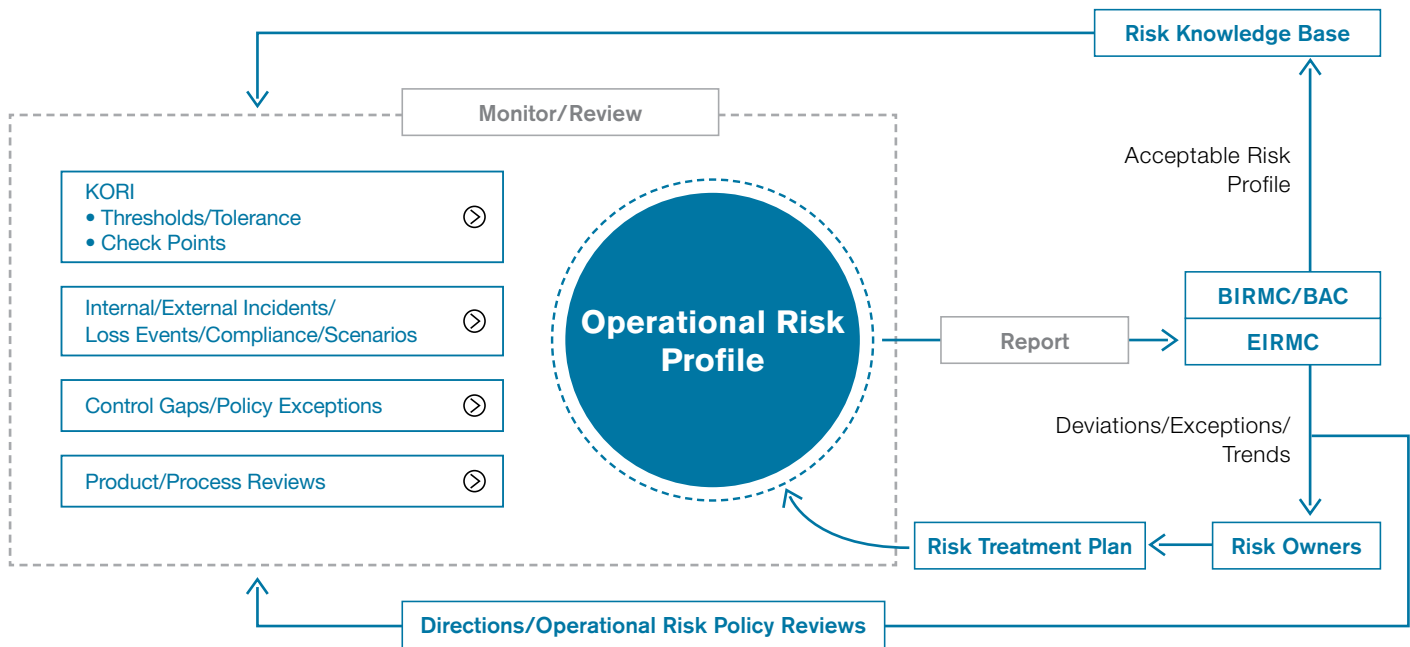 Risk Knowledge Base
Monitor/Review
Acceptable Risk
Profile
KORI
• Thresholds/Tolerance
• Check Points
Internal/External Incidents/
Loss Events/Compliance/Scenarios
Control Gaps/Policy Exceptions
Product/Process Reviews
Operational Risk
Profile
Report
BIRMC/BAC
EIRMC
Deviations/Exceptions/
Trends
Risk Treatment Plan
Risk Owners
Directions/Operational Risk Policy Reviews